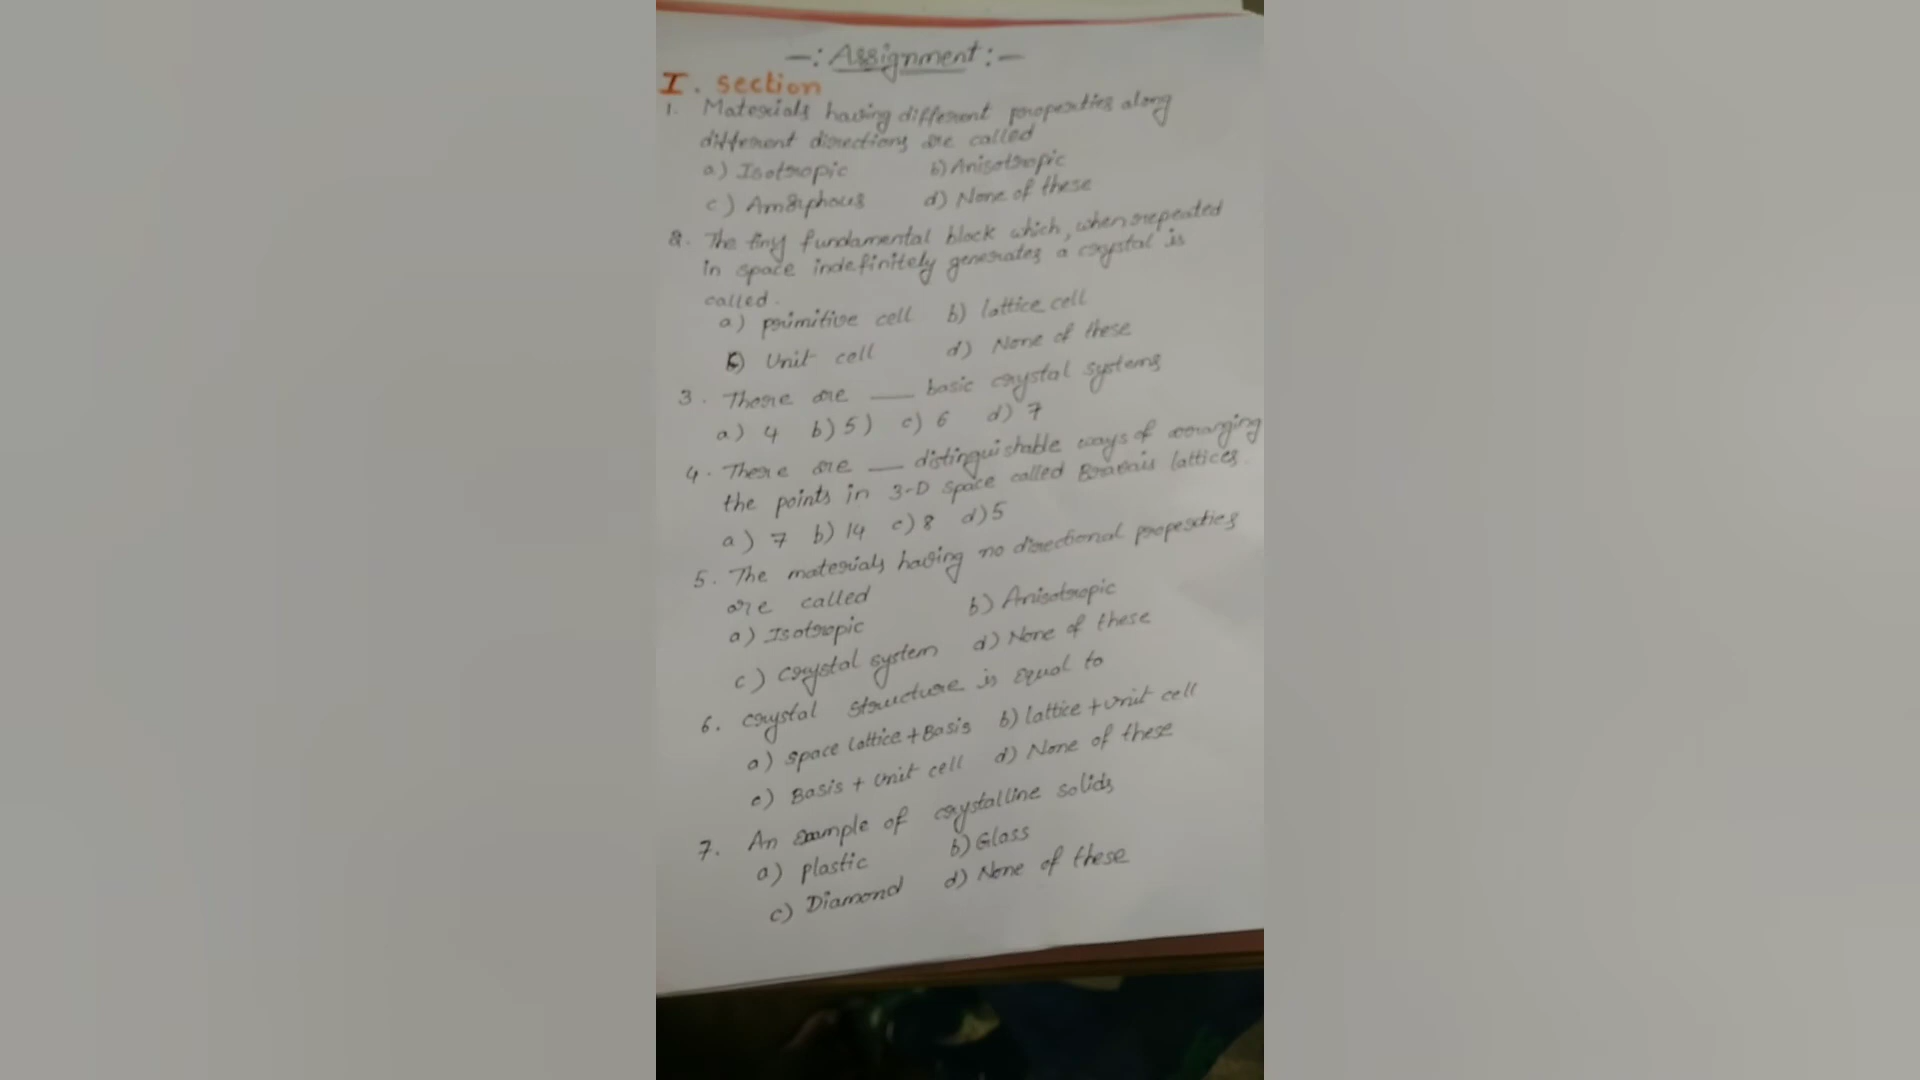 -: Assignment :-
I. section
1. Materials having different properties along
different directions are called
a) Isotropic b) Anisotropic
c) Amorphous d) None of these
2. The tiny fundamental block which, when repeated
in space indefinitely generates a crystal is
called.
a) primitive cell b) lattice cell
c) Unit cell d) None of these
3. There are ___ basic crystal systems
a) 4 b) 5) c) 6 d) 7
4. There are ___ distinguishable ways of arranging
the points in 3-D space called Bravais lattices.
a) 7 b) 14 c) 8 d) 5
5. The materials having no directional properties
are called
a) Isotropic b) Anisotropic
c) Crystal system d) None of these
6. Crystal structure is Equal to
a) space lattice + Basis b) lattice + unit cell
c) Basis + Unit cell d) None of these
7. An Example of crystalline solids
a) plastic b) Glass
c) Diamond d) None of these